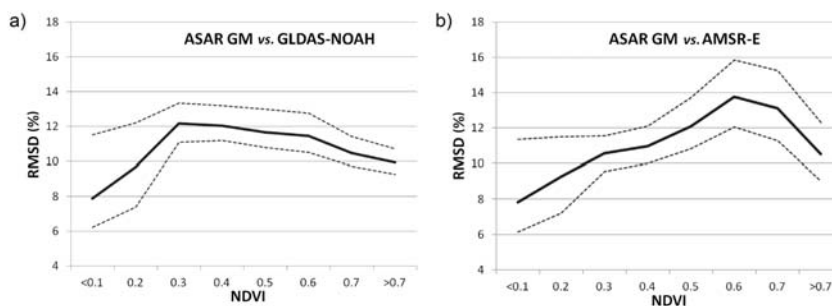 a)
ASAR GM vs. GLDAS-NOAH
RMSD (%)
18
16
14
12
10
8
6
4
<0.1 0.2 0.3 0.4 0.5 0.6 0.7 >0.7
NDVI
b)
ASAR GM vs. AMSR-E
RMSD (%)
18
16
14
12
10
8
6
4
<0.1 0.2 0.3 0.4 0.5 0.6 0.7 >0.7
NDVI